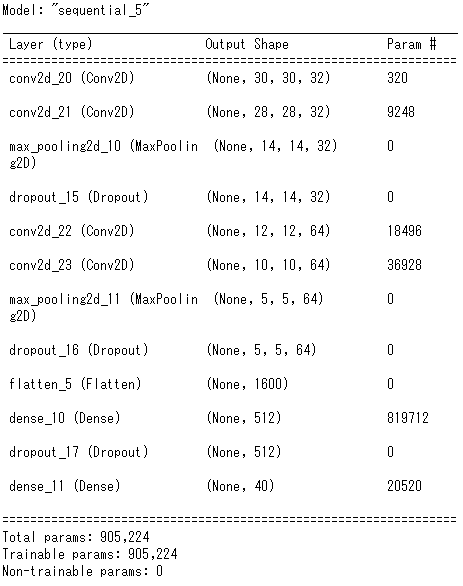 Model: "sequential_5"
Layer (type) Output Shape Param #
=================================================================
conv2d_20 (Conv2D) (None, 30, 30, 32) 320
conv2d_21 (Conv2D) (None, 28, 28, 32) 9248
max_pooling2d_10 (MaxPoolin (None, 14, 14, 32) 0
g2D)
dropout_15 (Dropout) (None, 14, 14, 32) 0
conv2d_22 (Conv2D) (None, 12, 12, 64) 18496
conv2d_23 (Conv2D) (None, 10, 10, 64) 36928
max_pooling2d_11 (MaxPoolin (None, 5, 5, 64) 0
g2D)
dropout_16 (Dropout) (None, 5, 5, 64) 0
flatten_5 (Flatten) (None, 1600) 0
dense_10 (Dense) (None, 512) 819712
dropout_17 (Dropout) (None, 512) 0
dense_11 (Dense) (None, 40) 20520
=================================================================
Total params: 905,224
Trainable params: 905,224
Non-trainable params: 0